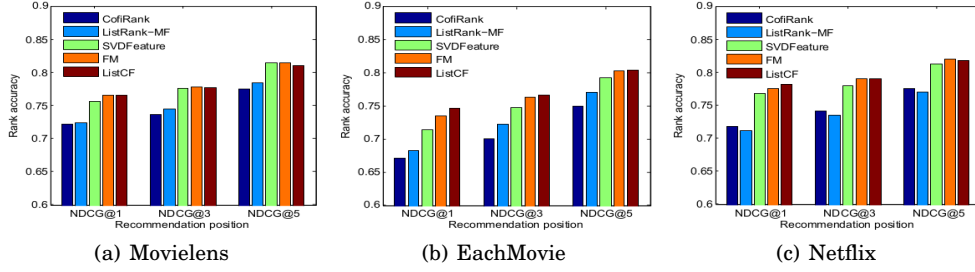 0.9
0.85
0.8
0.75
0.7
0.65
0.6
Rank accuracy
CofiRank
ListRank−MF
SVDFeature
FM
ListCF
NDCG@1 NDCG@3 NDCG@5
Recommendation position
(a) Movielens
0.9
0.85
0.8
0.75
0.7
0.65
0.6
Rank accuracy
CofiRank
ListRank−MF
SVDFeature
FM
ListCF
NDCG@1 NDCG@3 NDCG@5
Recommendation position
(b) EachMovie
0.9
0.85
0.8
0.75
0.7
0.65
0.6
Rank accuracy
CofiRank
ListRank−MF
SVDFeature
FM
ListCF
NDCG@1 NDCG@3 NDCG@5
Recommendation position
(c) Netflix